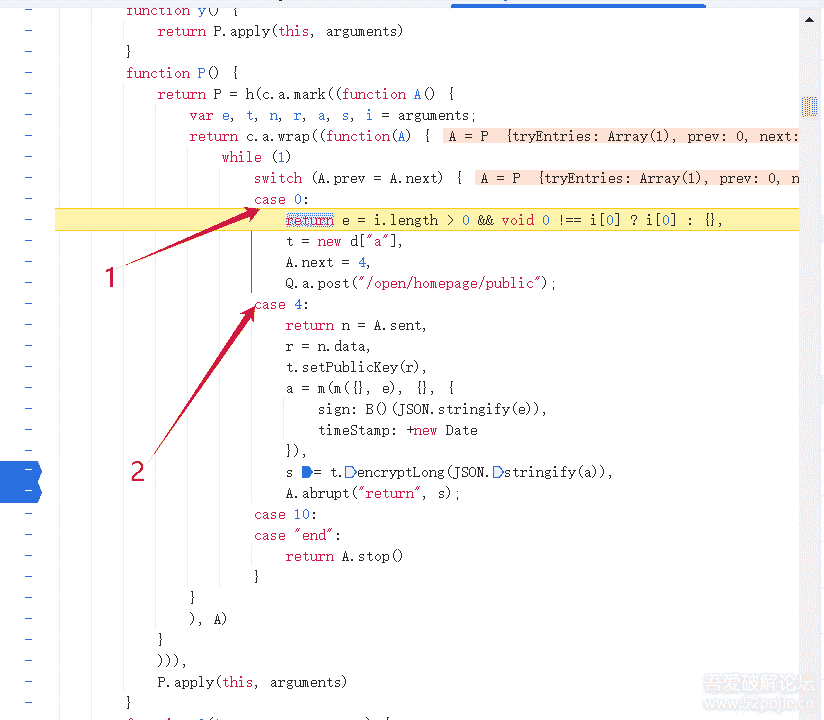 function y() {
return P.apply(this, arguments)
}
function P() {
return P = h(c.a.mark((function A() {
var e, t, n, r, a, s, i = arguments;
return c.a.wrap((function(A) { A = P {tryEntries: Array(1), prev: 0, next:
while (1)
switch (A.prev = A.next) { A = P {tryEntries: Array(1), prev: 0, n
case 0:
return e = i.length > 0 && void 0 !== i[0] ? i[0] : {},
t = new d["a"],
A.next = 4,
1
Q.a.post("/open/homepage/public");
case 4:
return n = A.sent,
r = n.data,
t.setPublicKey(r),
a = m(m({}, e), {}, {
sign: B()(JSON.stringify(e)),
timeStamp: +new Date
}),
2
s = t.encryptLong(JSON.stringify(a)),
A.abrupt("return", s);
case 10:
case "end":
return A.stop()
}
}
), A)
}
))),
P.apply(this, arguments)
}
吾爱破解论坛
www.52pojie.cn